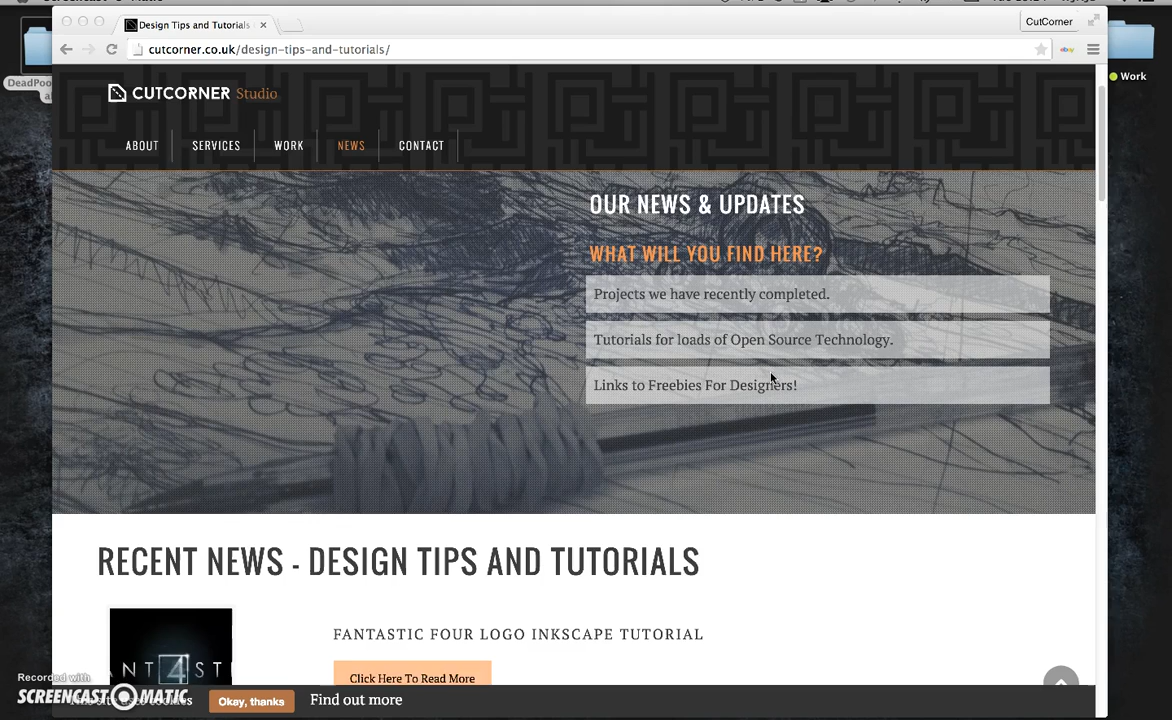 Design Tips and Tutorials
CutCorner
cutcorner.co.uk/design-tips-and-tutorials/
Work
CUTCORNER Studio
ABOUT
SERVICES
WORK
NEWS
CONTACT
OUR NEWS & UPDATES
WHAT WILL YOU FIND HERE?
Projects we have recently completed.
Tutorials for loads of Open Source Technology.
Links to Freebies For Designers!
RECENT NEWS - DESIGN TIPS AND TUTORIALS
FANTASTIC FOUR LOGO INKSCAPE TUTORIAL
Click Here To Read More
Recorded with
SCREENCAST-O-MATIC
cookies
Okay, thanks
Find out more